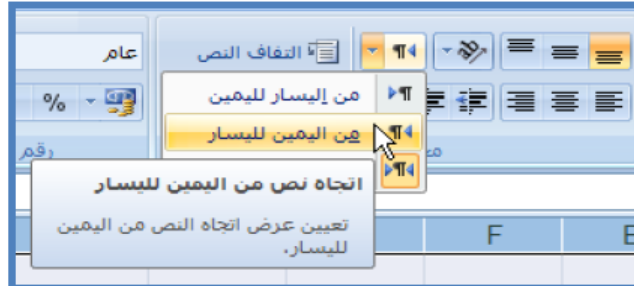 التفاف النص
عام
من إليسار لليمين
%
من اليمين لليسار
رقم
اتجاه نص من اليمين لليسار
تعيين عرض اتجاه النص من اليمين
لليسار.
F
E